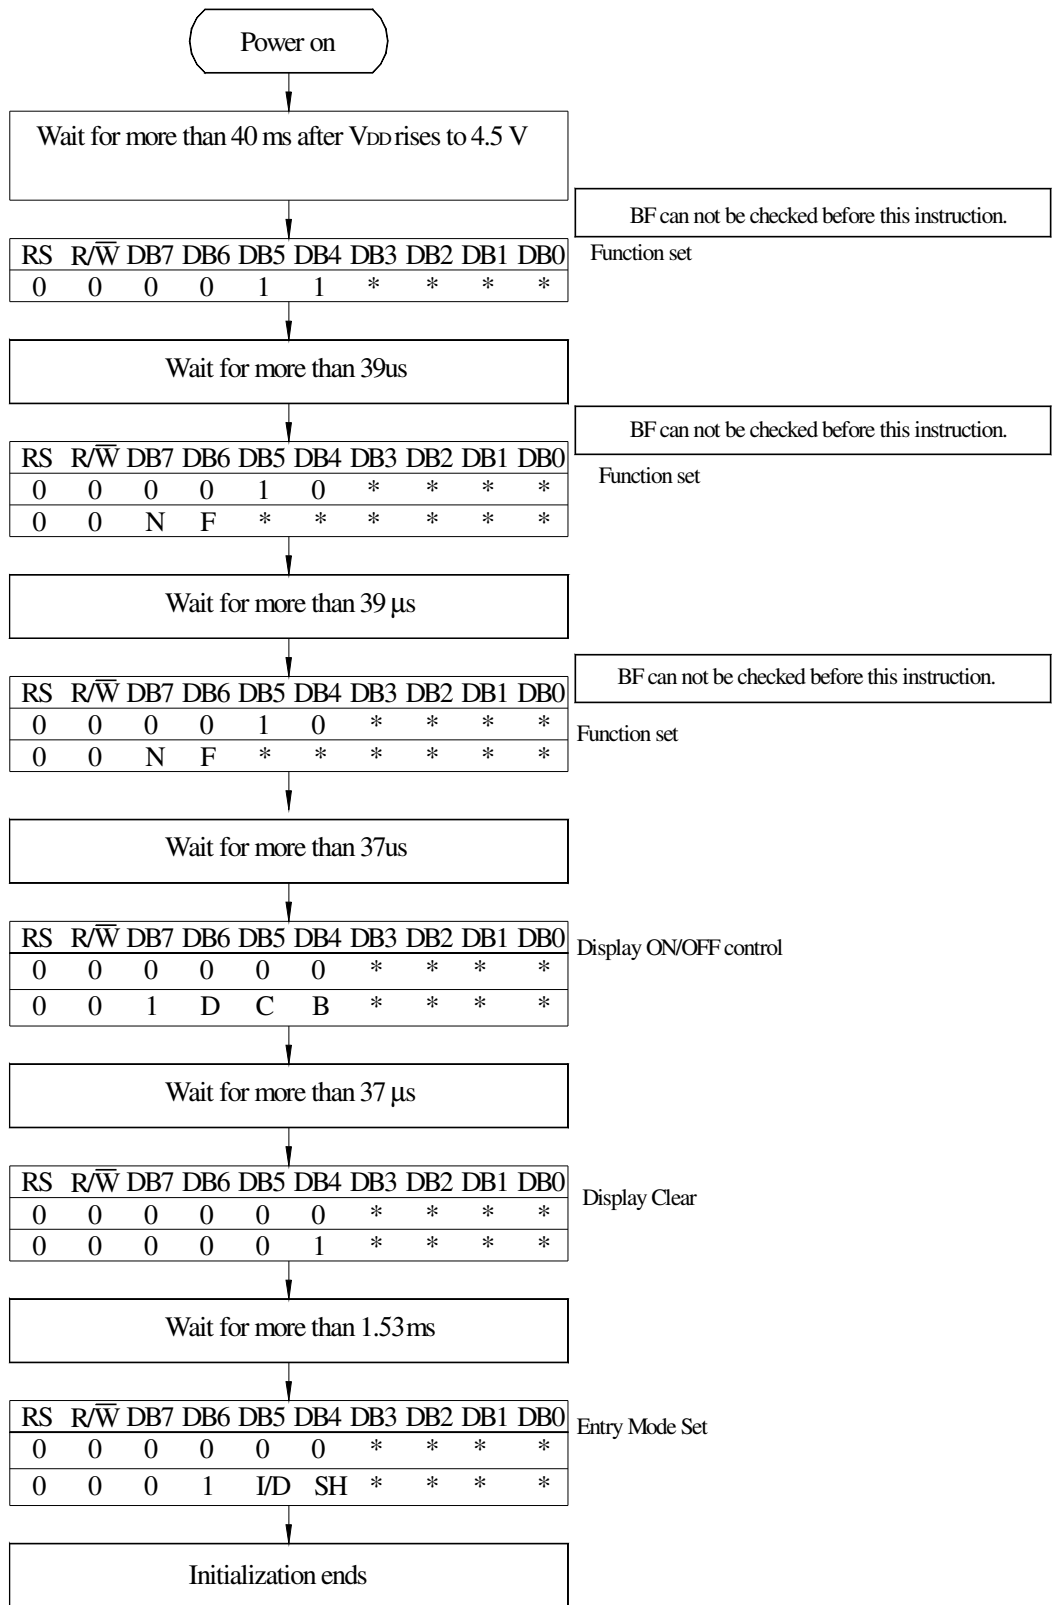 Power on
Wait for more than 40 ms after VDD rises to 4.5 V
BF can not be checked before this instruction.
RS R/W̅ DB7 DB6 DB5 DB4 DB3 DB2 DB1 DB0
Function set
0 0 0 0 1 1 * * * *
Wait for more than 39us
BF can not be checked before this instruction.
RS R/W̅ DB7 DB6 DB5 DB4 DB3 DB2 DB1 DB0
Function set
0 0 0 0 1 0 * * * *
0 0 N F * * * * * *
Wait for more than 39 µs
BF can not be checked before this instruction.
RS R/W̅ DB7 DB6 DB5 DB4 DB3 DB2 DB1 DB0
0 0 0 0 1 0 * * * *
Function set
0 0 N F * * * * * *
Wait for more than 37us
RS R/W̅ DB7 DB6 DB5 DB4 DB3 DB2 DB1 DB0
Display ON/OFF control
0 0 0 0 0 0 * * * *
0 0 1 D C B * * * *
Wait for more than 37 µs
RS R/W̅ DB7 DB6 DB5 DB4 DB3 DB2 DB1 DB0
Display Clear
0 0 0 0 0 0 * * * *
0 0 0 0 0 1 * * * *
Wait for more than 1.53ms
RS R/W̅ DB7 DB6 DB5 DB4 DB3 DB2 DB1 DB0
Entry Mode Set
0 0 0 0 0 0 * * * *
0 0 0 1 I/D SH * * * *
Initialization ends